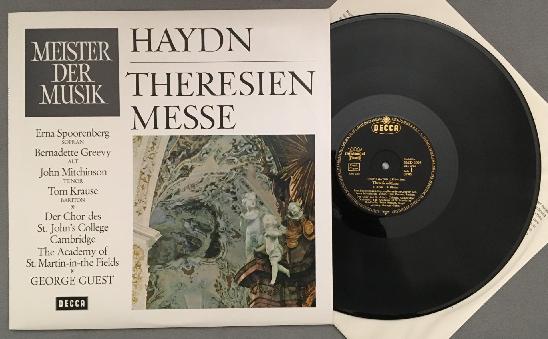 MEISTER
DER
MUSIK
HAYDN
THERESIEN
MESSE
Erna Spoorenberg
SOPRAN
Bernadette Greevy
ALT
John Mitchinson
TENOR
Tom Krause
BARITON
Der Chor des
St. John's College
Cambridge
The Academy of
St. Martin-in-the Fields
GEORGE GUEST
DECCA
DECCA